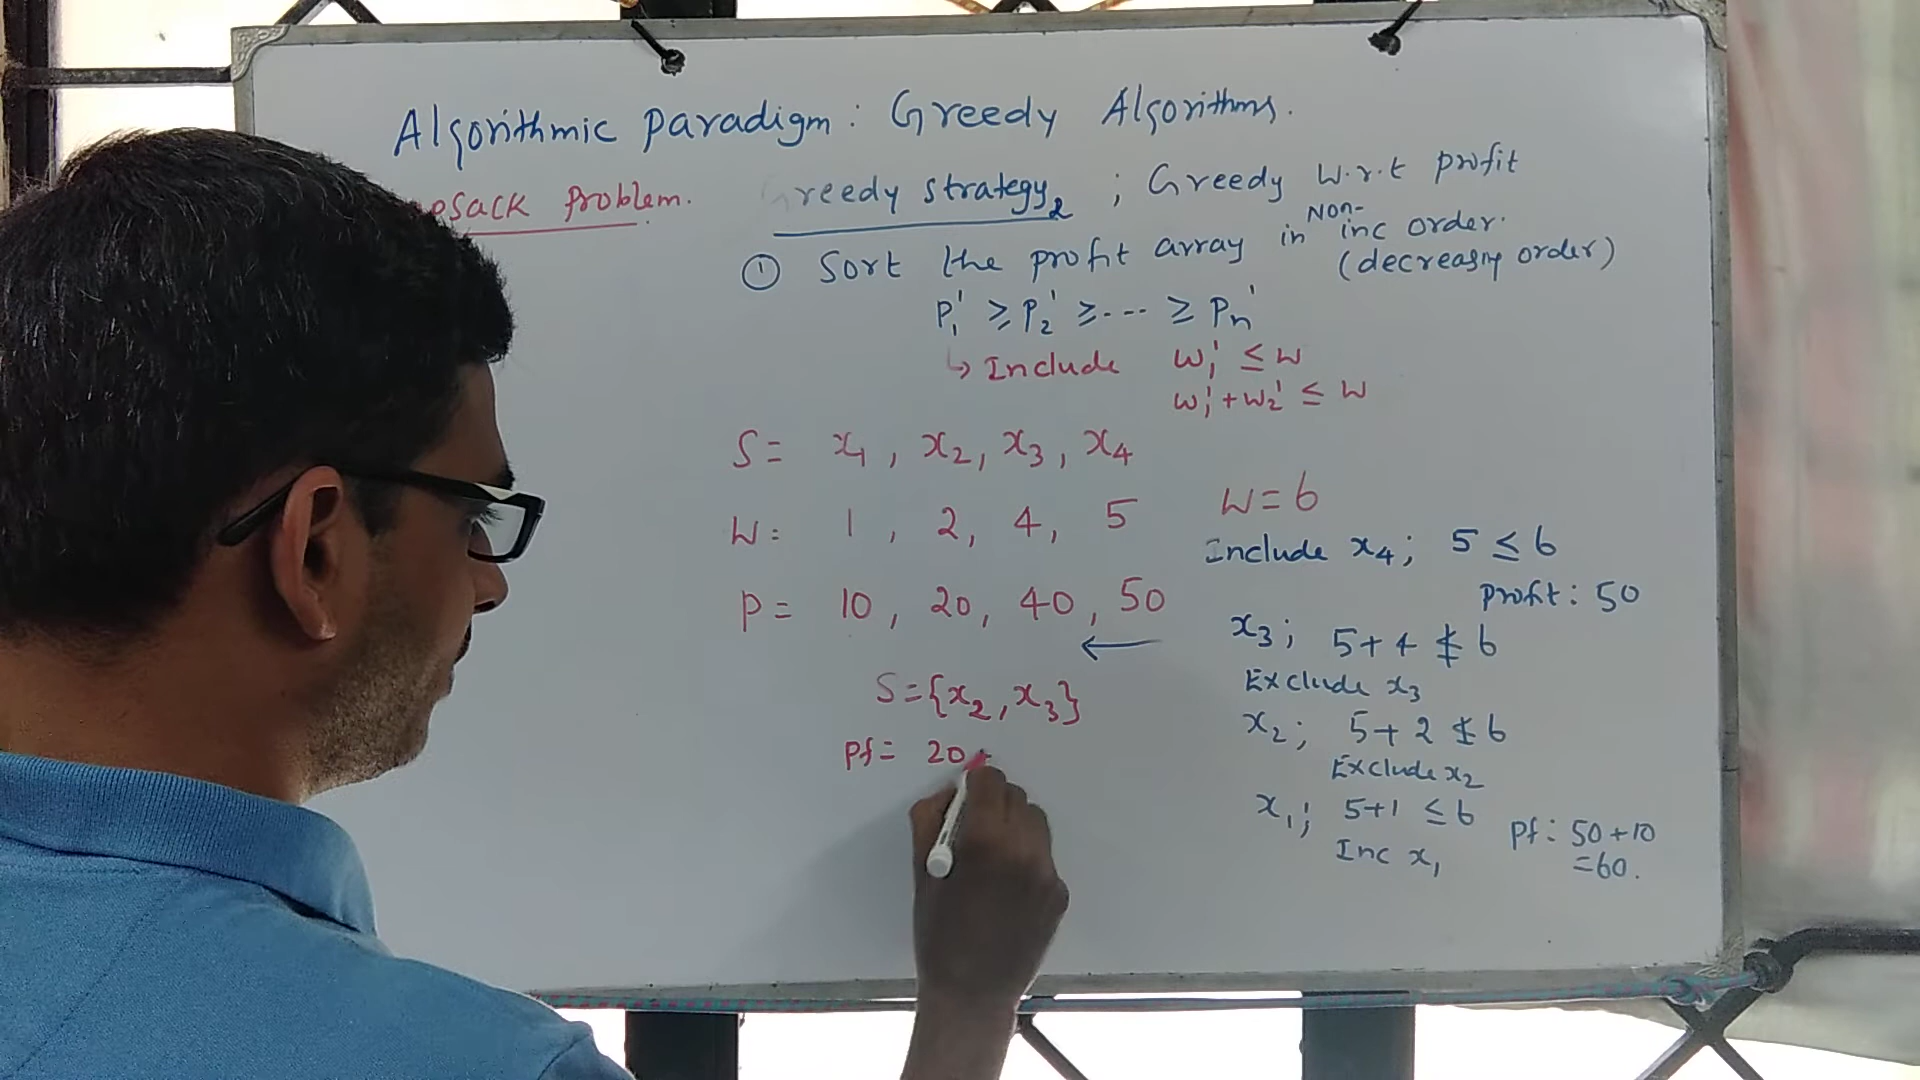 Algorithmic paradigm: Greedy Algorithms.
psack problem.
reedy strategy2 ; Greedy w.r.t profit
① Sort the profit array in Non-inc order.
(decreasing order)
P1' ≥ P2' ≥ --- ≥ Pn'
↳ Include w1' ≤ W
w1' + w2' ≤ W
S = x1, x2, x3, x4
W: 1, 2, 4, 5
W = 6
Include x4; 5 ≤ 6
profit: 50
P = 10, 20, 40, 50
←
x3; 5+4 ≰ 6
Exclude x3
S = {x2, x3}
x2; 5+2 ≰ 6
Pf = 20
Exclude x2
x1; 5+1 ≤ 6
Inc x1
Pf: 50+10
=60.